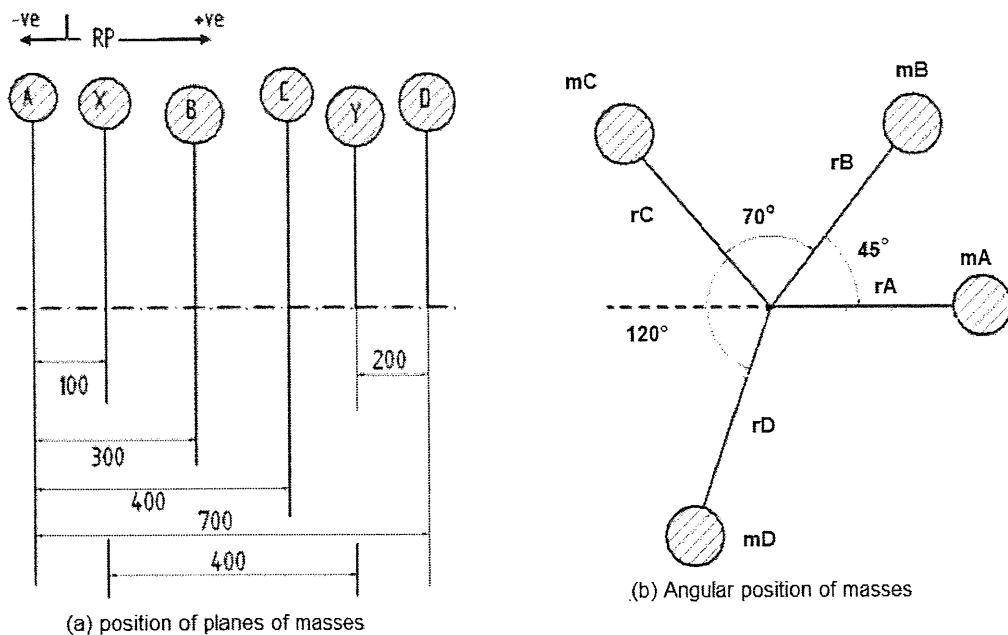 -ve +ve
RP
A X B C Y D
100
200
300
400
700
400
(a) position of planes of masses
mC mB
rC rB
70°
45°
mA
rA
120°
rD
mD
(b) Angular position of masses